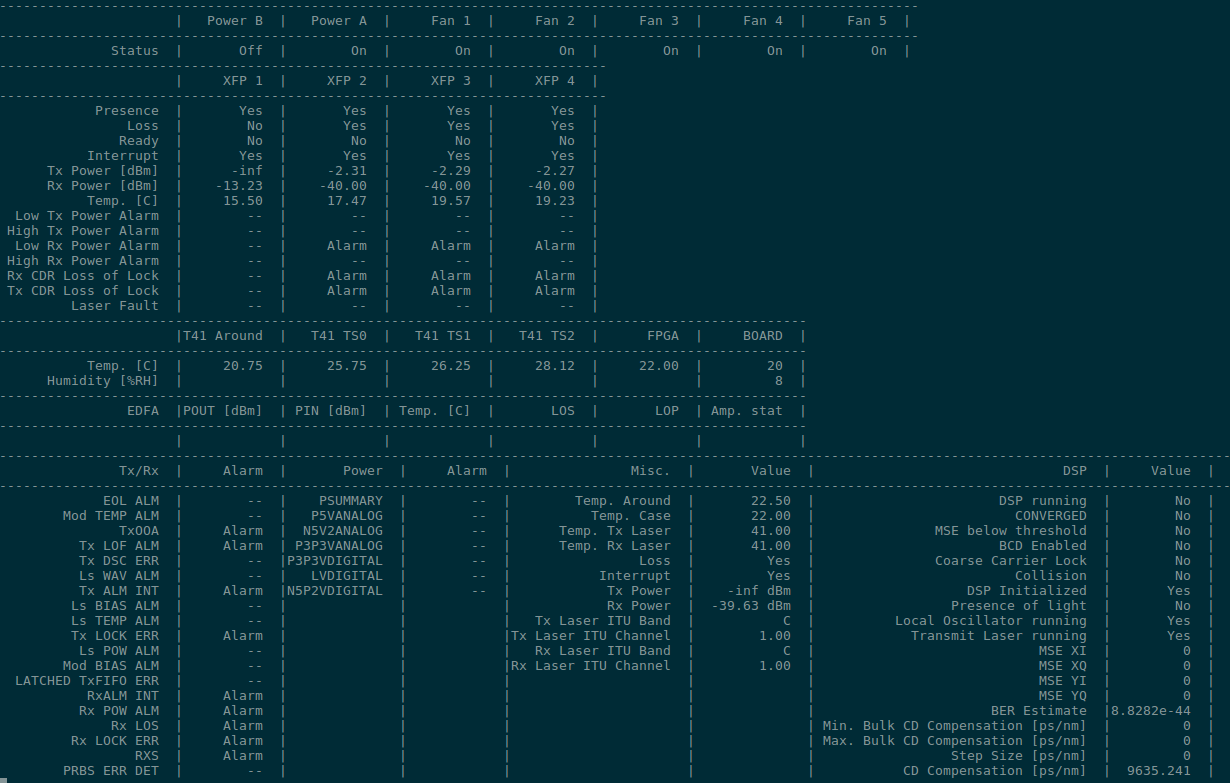 | Power B | Power A | Fan 1 | Fan 2 | Fan 3 | Fan 4 | Fan 5 |
Status | Off | On | On | On | On | On | On |
| XFP 1 | XFP 2 | XFP 3 | XFP 4 |
Presence | Yes | Yes | Yes | Yes |
Loss | No | Yes | Yes | Yes |
Ready | No | No | No | No |
Interrupt | Yes | Yes | Yes | Yes |
Tx Power [dBm] | -inf | -2.31 | -2.29 | -2.27 |
Rx Power [dBm] | -13.23 | -40.00 | -40.00 | -40.00 |
Temp. [C] | 15.50 | 17.47 | 19.57 | 19.23 |
Low Tx Power Alarm | -- | -- | -- | -- |
High Tx Power Alarm | -- | -- | -- | -- |
Low Rx Power Alarm | -- | Alarm | Alarm | Alarm |
High Rx Power Alarm | -- | -- | -- | -- |
Rx CDR Loss of Lock | -- | Alarm | Alarm | Alarm |
Tx CDR Loss of Lock | -- | Alarm | Alarm | Alarm |
Laser Fault | -- | -- | -- | -- |
|T41 Around | T41 TS0 | T41 TS1 | T41 TS2 | FPGA | BOARD |
Temp. [C] | 20.75 | 25.75 | 26.25 | 28.12 | 22.00 | 20 |
Humidity [%RH] | | | | | | 8 |
EDFA |POUT [dBm] | PIN [dBm] | Temp. [C] | LOS | LOP | Amp. stat |
| | | | | | |
Tx/Rx | Alarm | Power | Alarm | Misc. | Value | DSP | Value |
EOL ALM | -- | PSUMMARY | -- | Temp. Around | 22.50 | DSP running | No |
Mod TEMP ALM | -- | P5VANALOG | -- | Temp. Case | 22.00 | CONVERGED | No |
TxOOA | Alarm | N5V2ANALOG | -- | Temp. Tx Laser | 41.00 | MSE below threshold | No |
Tx LOF ALM | Alarm | P3P3VANALOG | -- | Temp. Rx Laser | 41.00 | BCD Enabled | No |
Tx DSC ERR | -- |P3P3VDIGITAL | -- | Loss | Yes | Coarse Carrier Lock | No |
Ls WAV ALM | -- | LVDIGITAL | -- | Interrupt | Yes | Collision | No |
Tx ALM INT | Alarm |N5P2VDIGITAL | -- | Tx Power | -inf dBm | DSP Initialized | Yes |
Ls BIAS ALM | -- | | | Rx Power | -39.63 dBm | Presence of light | No |
Ls TEMP ALM | -- | | | Tx Laser ITU Band | C | Local Oscillator running | Yes |
Tx LOCK ERR | Alarm | | |Tx Laser ITU Channel | 1.00 | Transmit Laser running | Yes |
Ls POW ALM | -- | | | Rx Laser ITU Band | C | MSE XI | 0 |
Mod BIAS ALM | -- | | |Rx Laser ITU Channel | 1.00 | MSE XQ | 0 |
LATCHED TxFIFO ERR | -- | | | | | MSE YI | 0 |
RxALM INT | Alarm | | | | | MSE YQ | 0 |
Rx POW ALM | Alarm | | | | | BER Estimate |8.8282e-44 |
Rx LOS | Alarm | | | | | Min. Bulk CD Compensation [ps/nm] | 0 |
Rx LOCK ERR | Alarm | | | | | Max. Bulk CD Compensation [ps/nm] | 0 |
RXS | Alarm | | | | | Step Size [ps/nm] | 0 |
PRBS ERR DET | -- | | | | | CD Compensation [ps/nm] | 9635.241 |